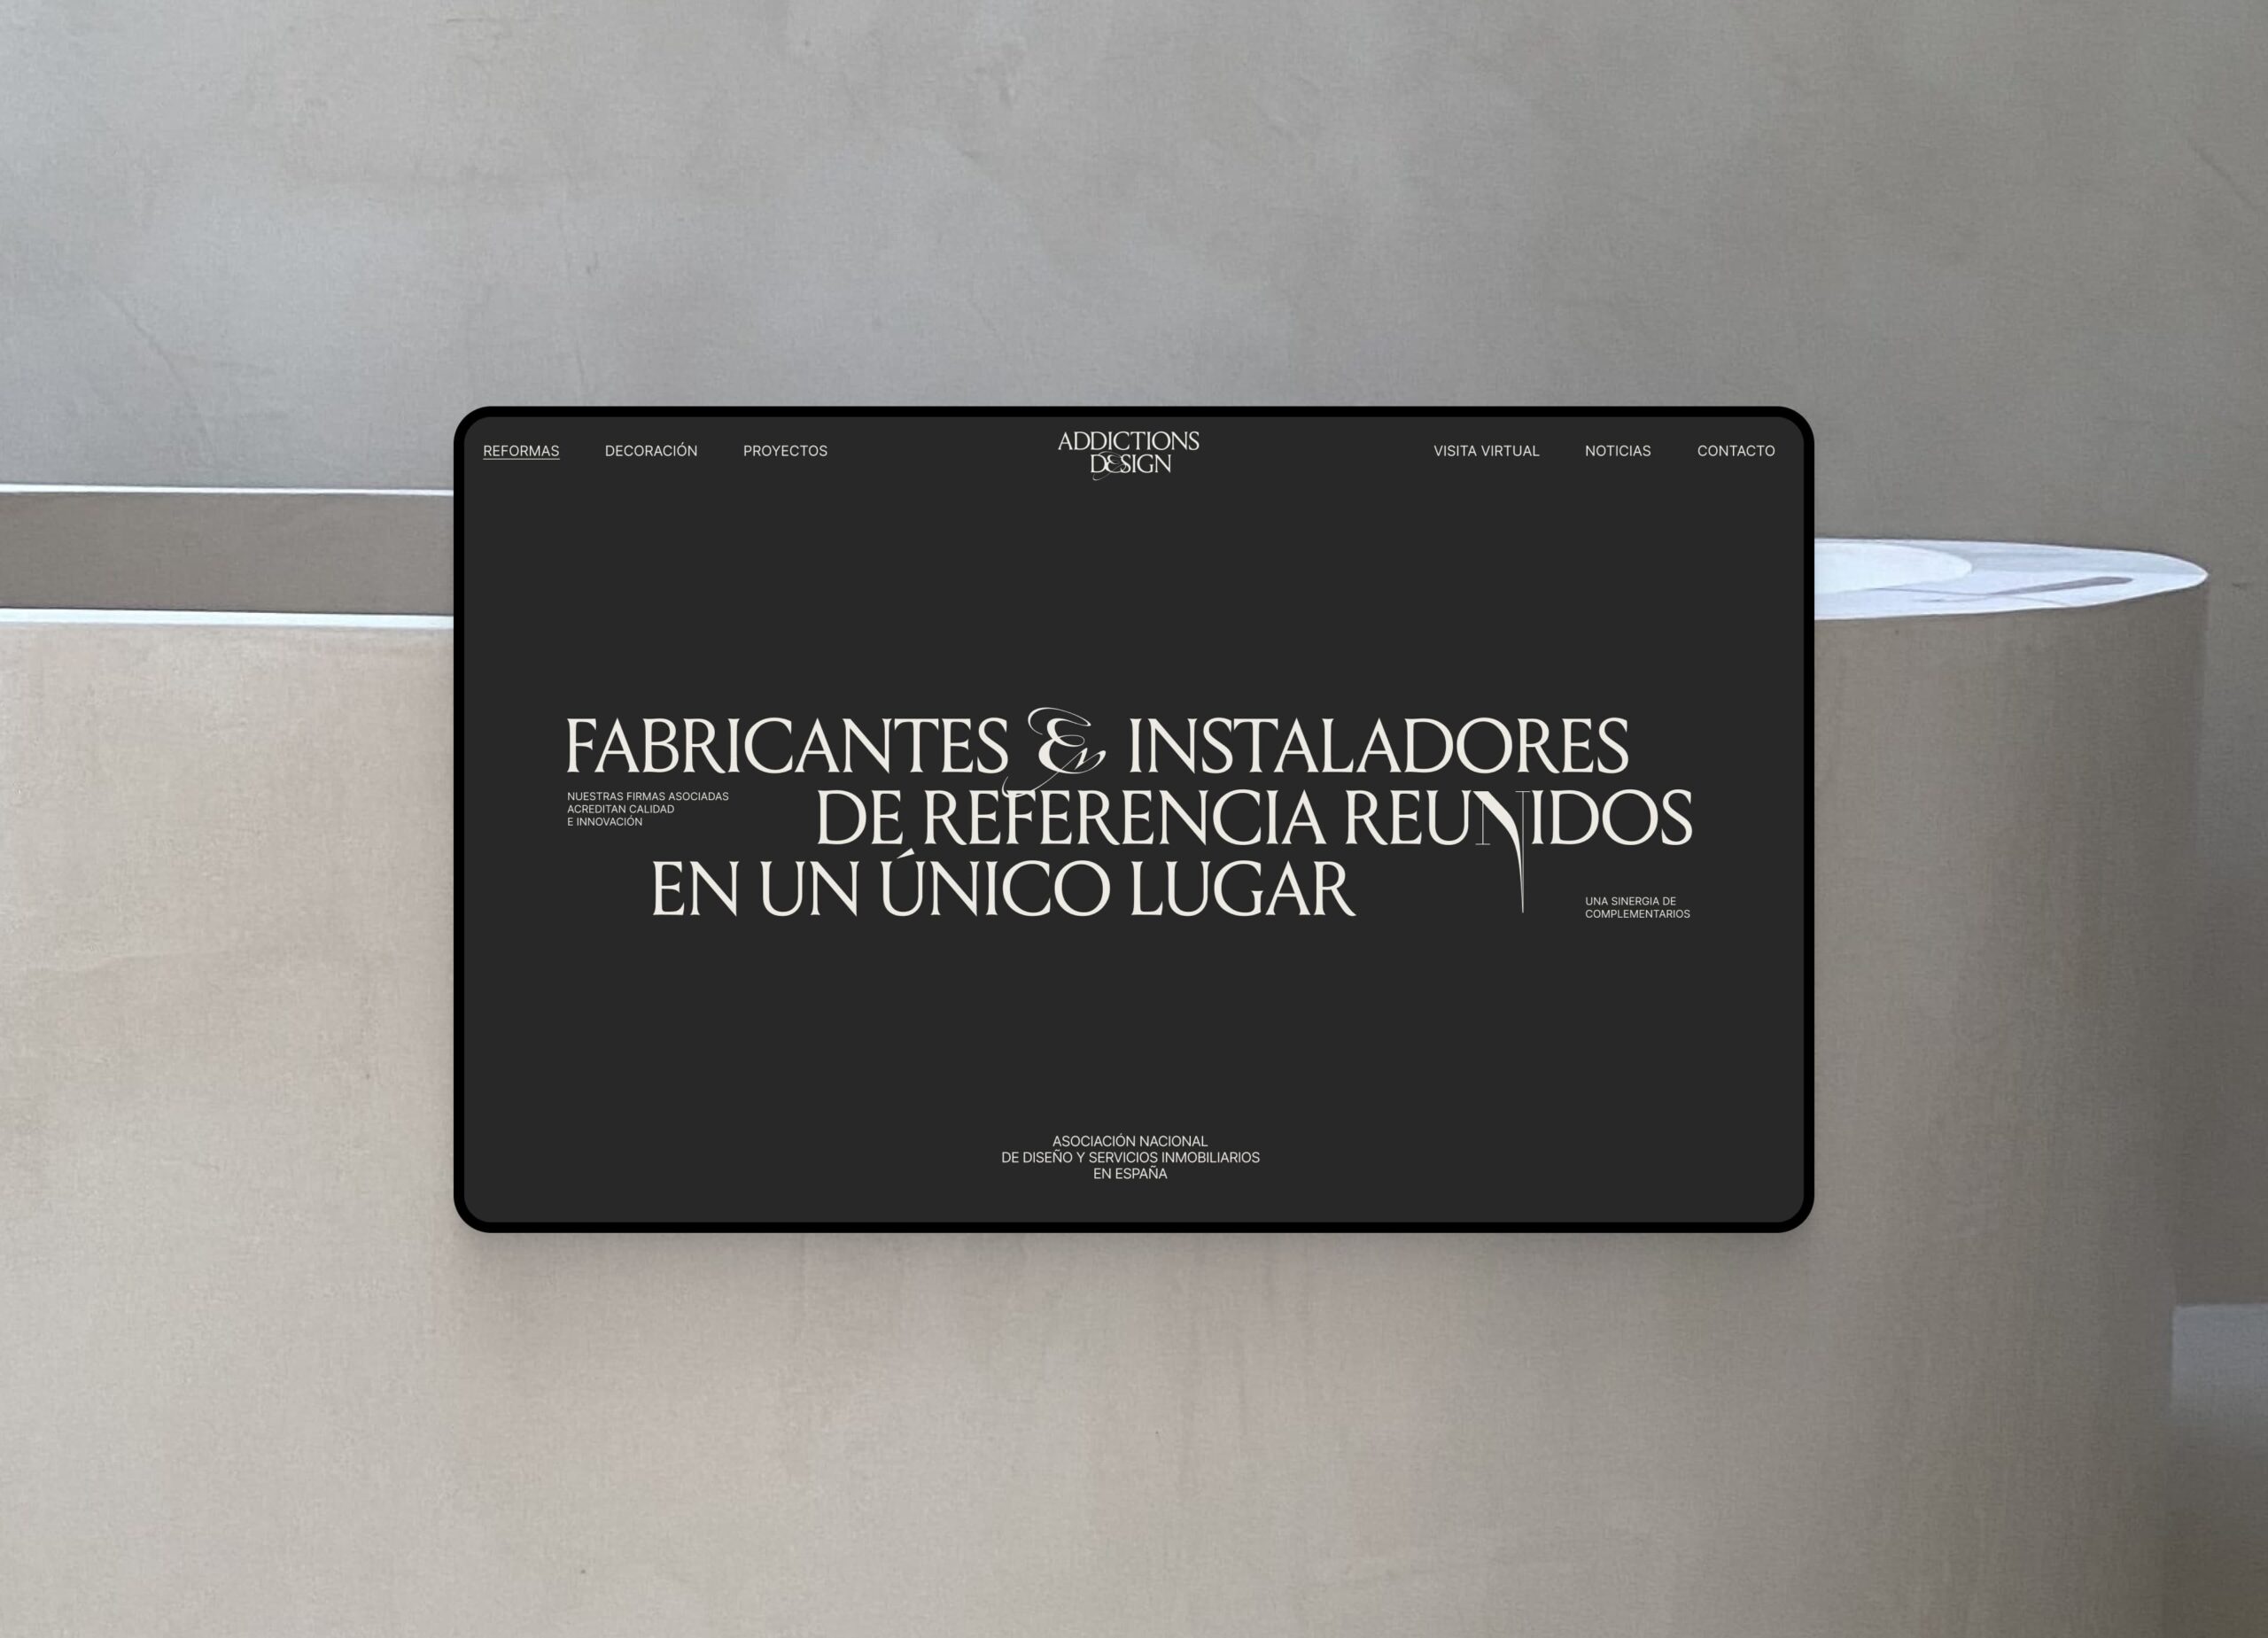 REFORMAS DECORACIÓN PROYECTOS
ADDICTIONS
DESIGN
VISITA VIRTUAL NOTICIAS CONTACTO
FABRICANTES & INSTALADORES
DE REFERENCIA REUNIDOS
EN UN ÚNICO LUGAR
NUESTRAS FIRMAS ASOCIADAS
ACREDITAN CALIDAD
E INNOVACIÓN
UNA SINERGIA DE
COMPLEMENTARIOS
ASOCIACIÓN NACIONAL
DE DISEÑO Y SERVICIOS INMOBILIARIOS
EN ESPAÑA